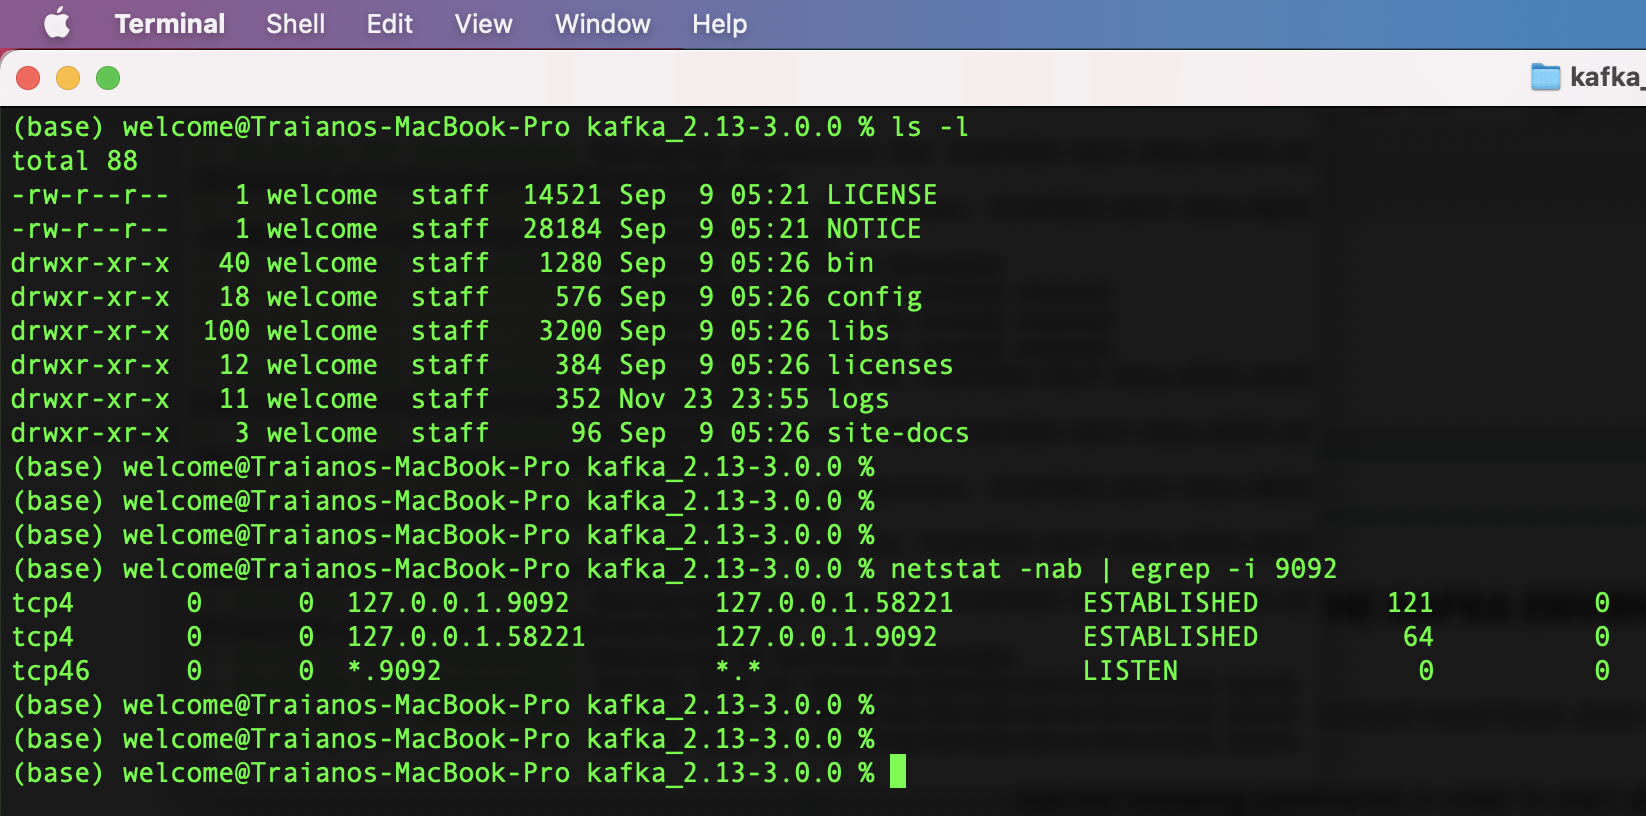 Terminal Shell Edit View Window Help
kafka_
(base) welcome@Traianos-MacBook-Pro kafka_2.13-3.0.0 % ls -l
total 88
-rw-r--r--    1 welcome  staff  14521 Sep  9 05:21 LICENSE
-rw-r--r--    1 welcome  staff  28184 Sep  9 05:21 NOTICE
drwxr-xr-x   40 welcome  staff   1280 Sep  9 05:26 bin
drwxr-xr-x   18 welcome  staff    576 Sep  9 05:26 config
drwxr-xr-x  100 welcome  staff   3200 Sep  9 05:26 libs
drwxr-xr-x   12 welcome  staff    384 Sep  9 05:26 licenses
drwxr-xr-x   11 welcome  staff    352 Nov 23 23:55 logs
drwxr-xr-x    3 welcome  staff     96 Sep  9 05:26 site-docs
(base) welcome@Traianos-MacBook-Pro kafka_2.13-3.0.0 %
(base) welcome@Traianos-MacBook-Pro kafka_2.13-3.0.0 %
(base) welcome@Traianos-MacBook-Pro kafka_2.13-3.0.0 %
(base) welcome@Traianos-MacBook-Pro kafka_2.13-3.0.0 % netstat -nab | egrep -i 9092
tcp4       0      0  127.0.0.1.9092         127.0.0.1.58221        ESTABLISHED        121          0
tcp4       0      0  127.0.0.1.58221        127.0.0.1.9092         ESTABLISHED         64          0
tcp46      0      0  *.9092                 *.*                    LISTEN               0          0
(base) welcome@Traianos-MacBook-Pro kafka_2.13-3.0.0 %
(base) welcome@Traianos-MacBook-Pro kafka_2.13-3.0.0 %
(base) welcome@Traianos-MacBook-Pro kafka_2.13-3.0.0 %